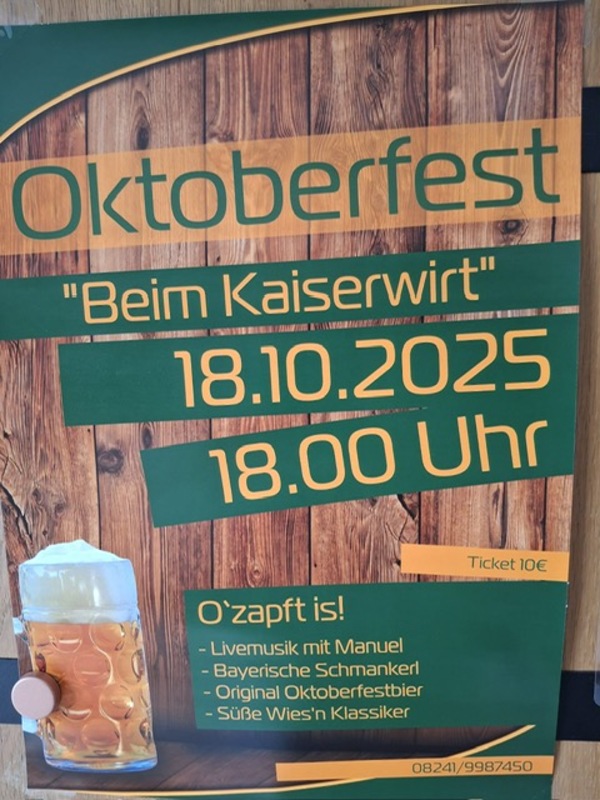 Oktoberfest
"Beim Kaiserwirt"
18.10.2025
18.00 Uhr
Ticket 10€
O`zapft is!
- Livemusik mit Manuel
- Bayerische Schmankerl
- Original Oktoberfestbier
- Süße Wies'n Klassiker
08241/9987450